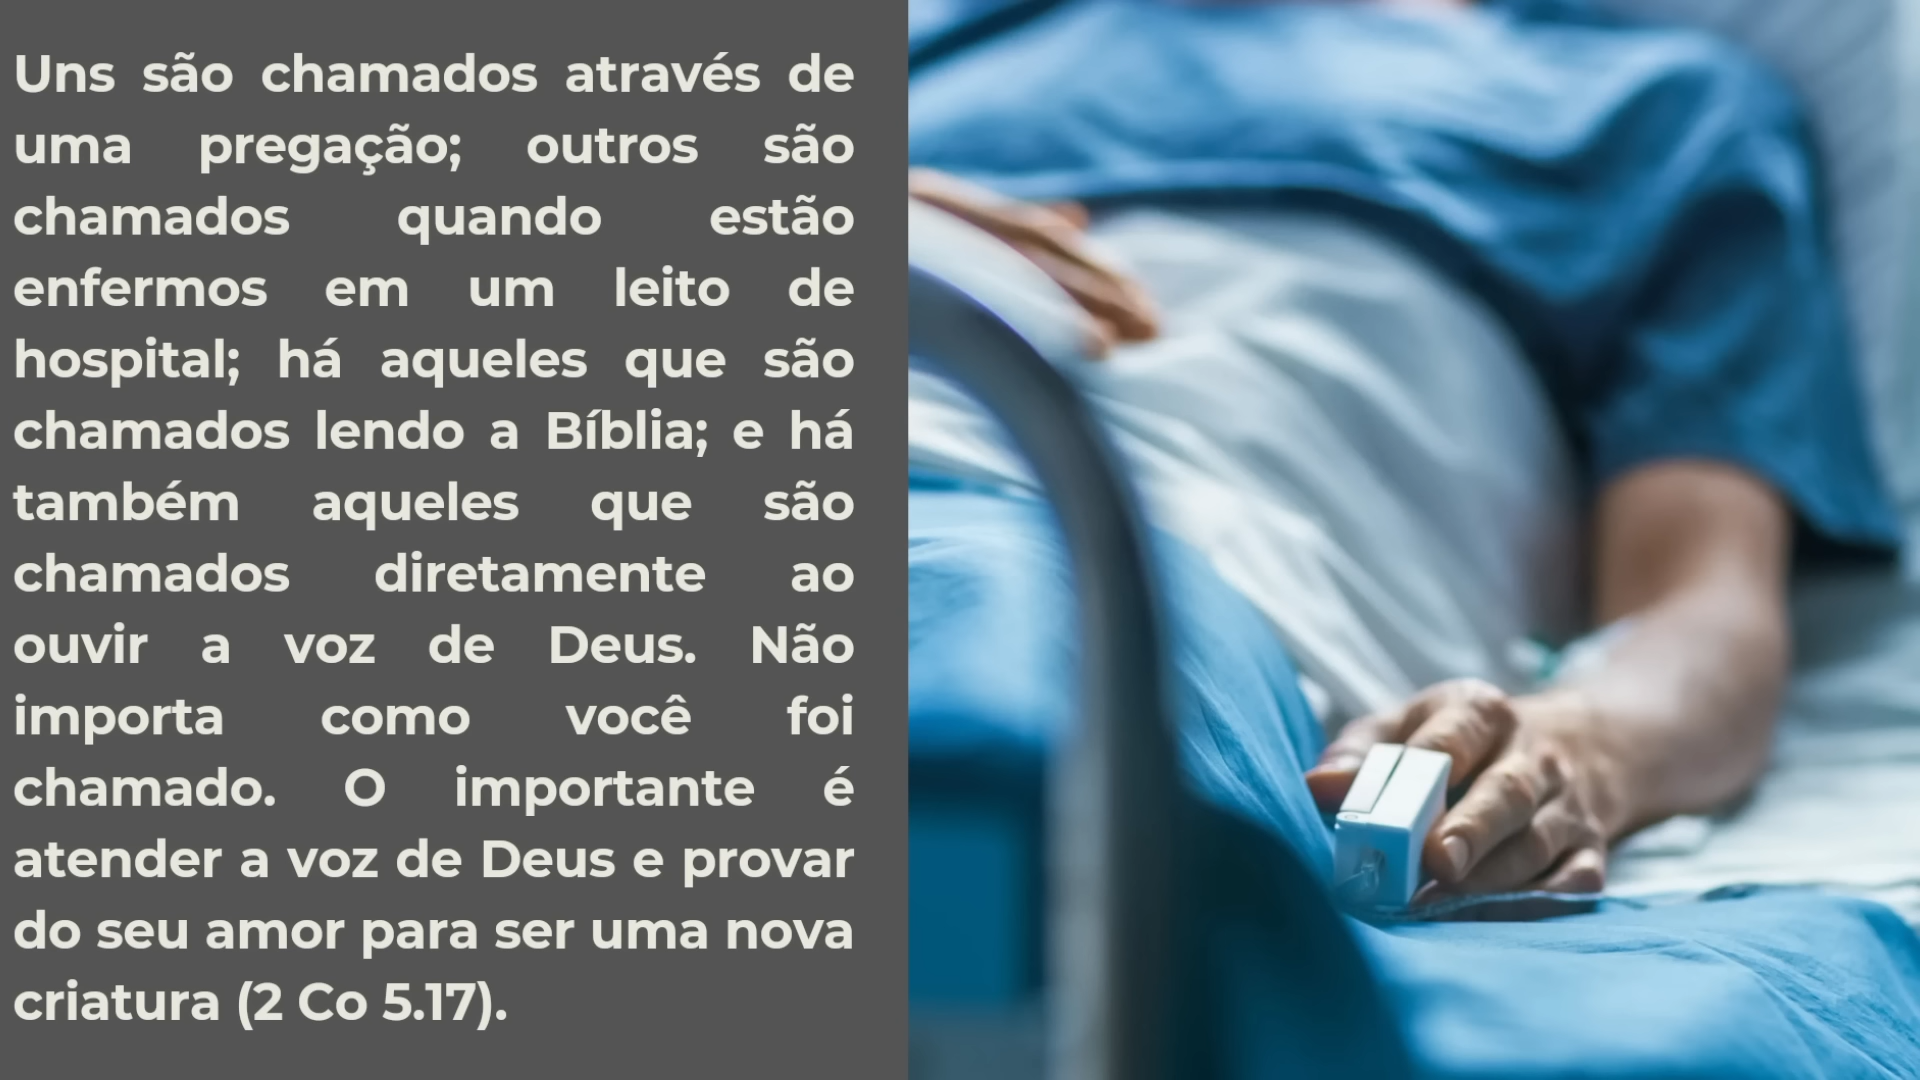 Uns são chamados através de
uma pregação; outros são
chamados quando estão
enfermos em um leito de
hospital; há aqueles que são
chamados lendo a Bíblia; e há
também aqueles que são
chamados diretamente ao
ouvir a voz de Deus. Não
importa como você foi
chamado. O importante é
atender a voz de Deus e provar
do seu amor para ser uma nova
criatura (2 Co 5.17).